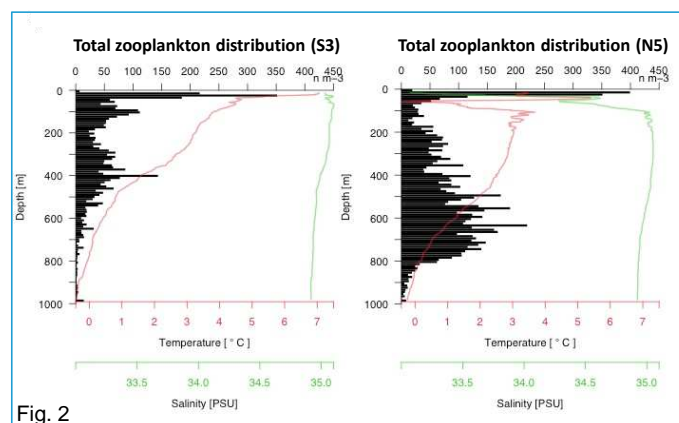 Total zooplankton distribution (S3)
0 50 100 150 200 250 300 350 400 450
n m–3
0
200
400
600
800
1000
Depth [m]
0 1 2 3 4 5 6 7
Temperature [ ° C ]
33.5 34.0 34.5 35.0
Salinity [PSU]
Total zooplankton distribution (N5)
0 50 100 150 200 250 300 350 400 450
n m–3
0
200
400
600
800
1000
Depth [m]
0 1 2 3 4 5 6 7
Temperature [ ° C ]
33.5 34.0 34.5 35.0
Salinity [PSU]
Fig. 2